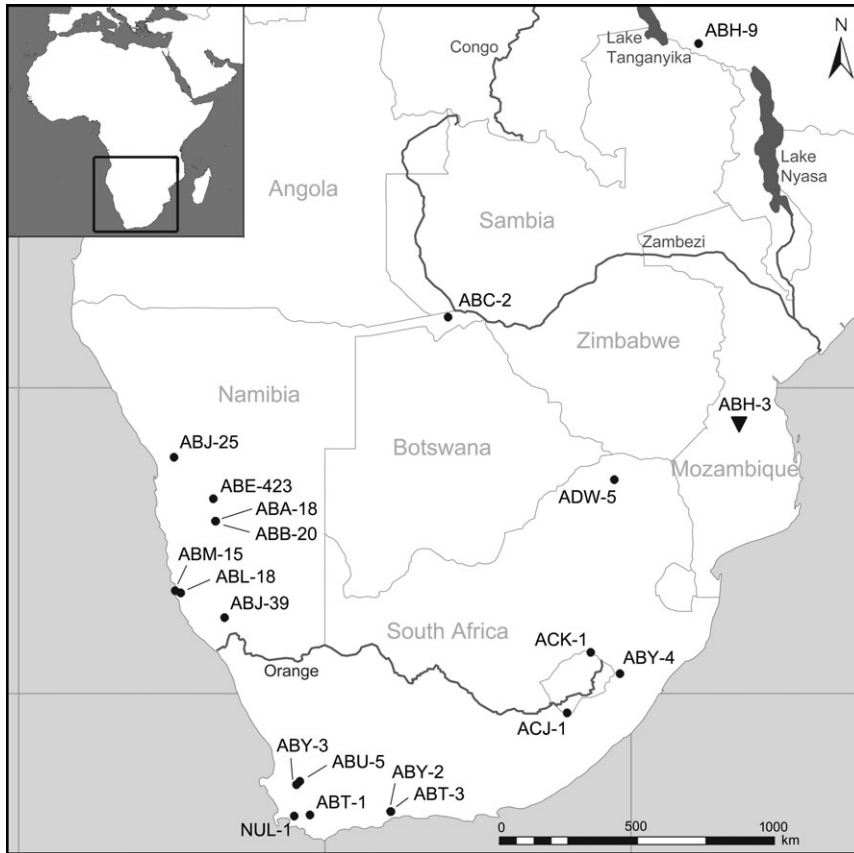 ABH-9
N
Lake
Tanganyika
Congo
Lake
Nyasa
Angola
Sambia
Zambezi
ABC-2
Zimbabwe
Namibia
ABH-3
Botswana
ABJ-25
Mozambique
ABE-423
ADW-5
ABA-18
ABB-20
ABM-15
ABL-18
ABJ-39
South Africa
ACK-1
Orange
ABY-4
ACJ-1
ABY-3
ABU-5
ABY-2
ABT-1
ABT-3
NUL-1
0 500 1000
km